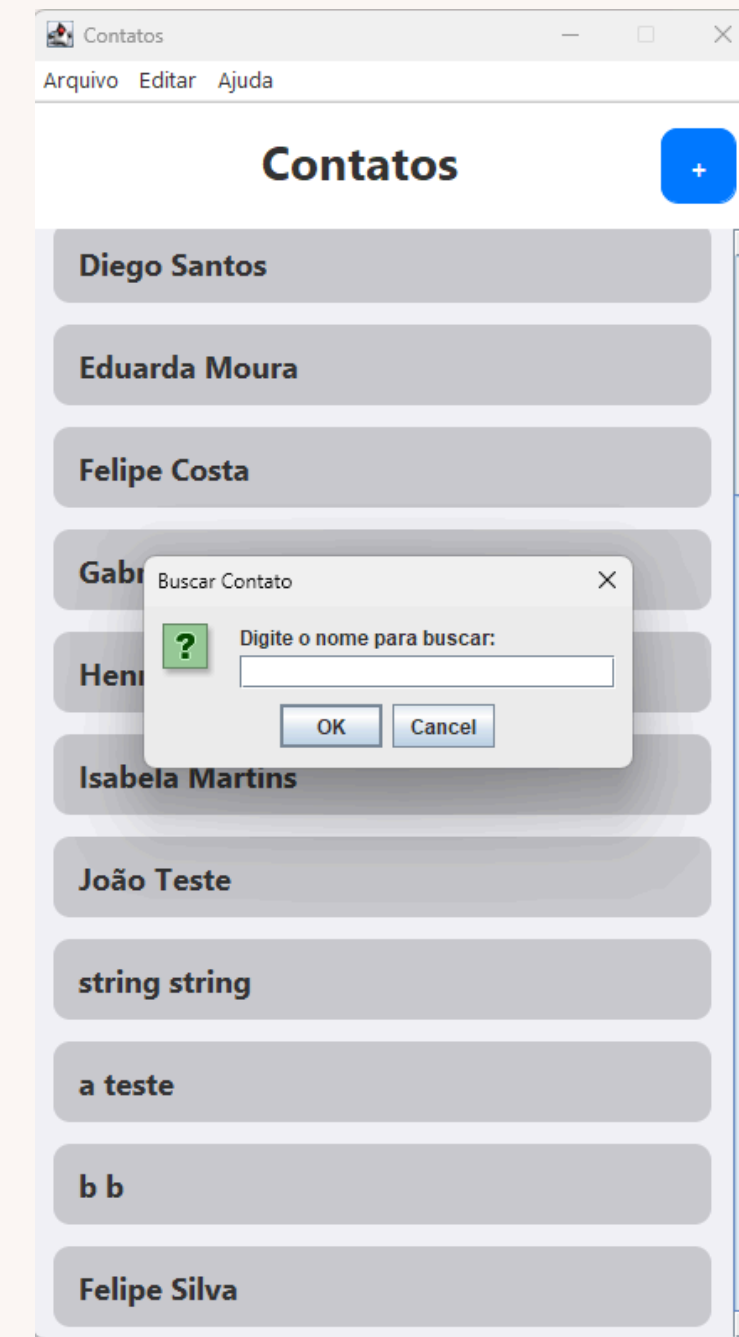 Contatos
Arquivo Editar Ajuda
Contatos
+
Diego Santos
Eduarda Moura
Felipe Costa
Buscar Contato
?
Digite o nome para buscar:
OK Cancel
Isabela Martins
João Teste
string string
a teste
b b
Felipe Silva